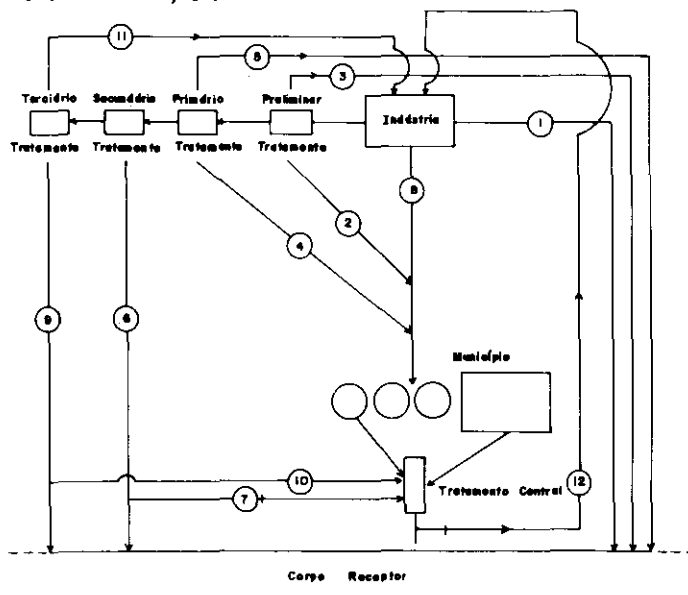 11
5
3
Terciário Secundário Primário Preliminar
Indústria
1
Tratamento Tratamento Tratamento Tratamento
8
2
4
9
6
Município
10
Tratamento Central
12
7
Corpo Receptor